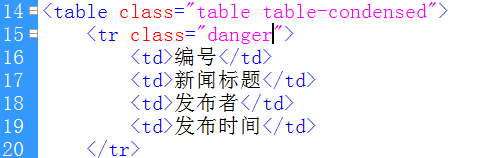 14 <table class="table table-condensed">
15 <tr class="danger">
16 <td>编号</td>
17 <td>新闻标题</td>
18 <td>发布者</td>
19 <td>发布时间</td>
20 </tr>